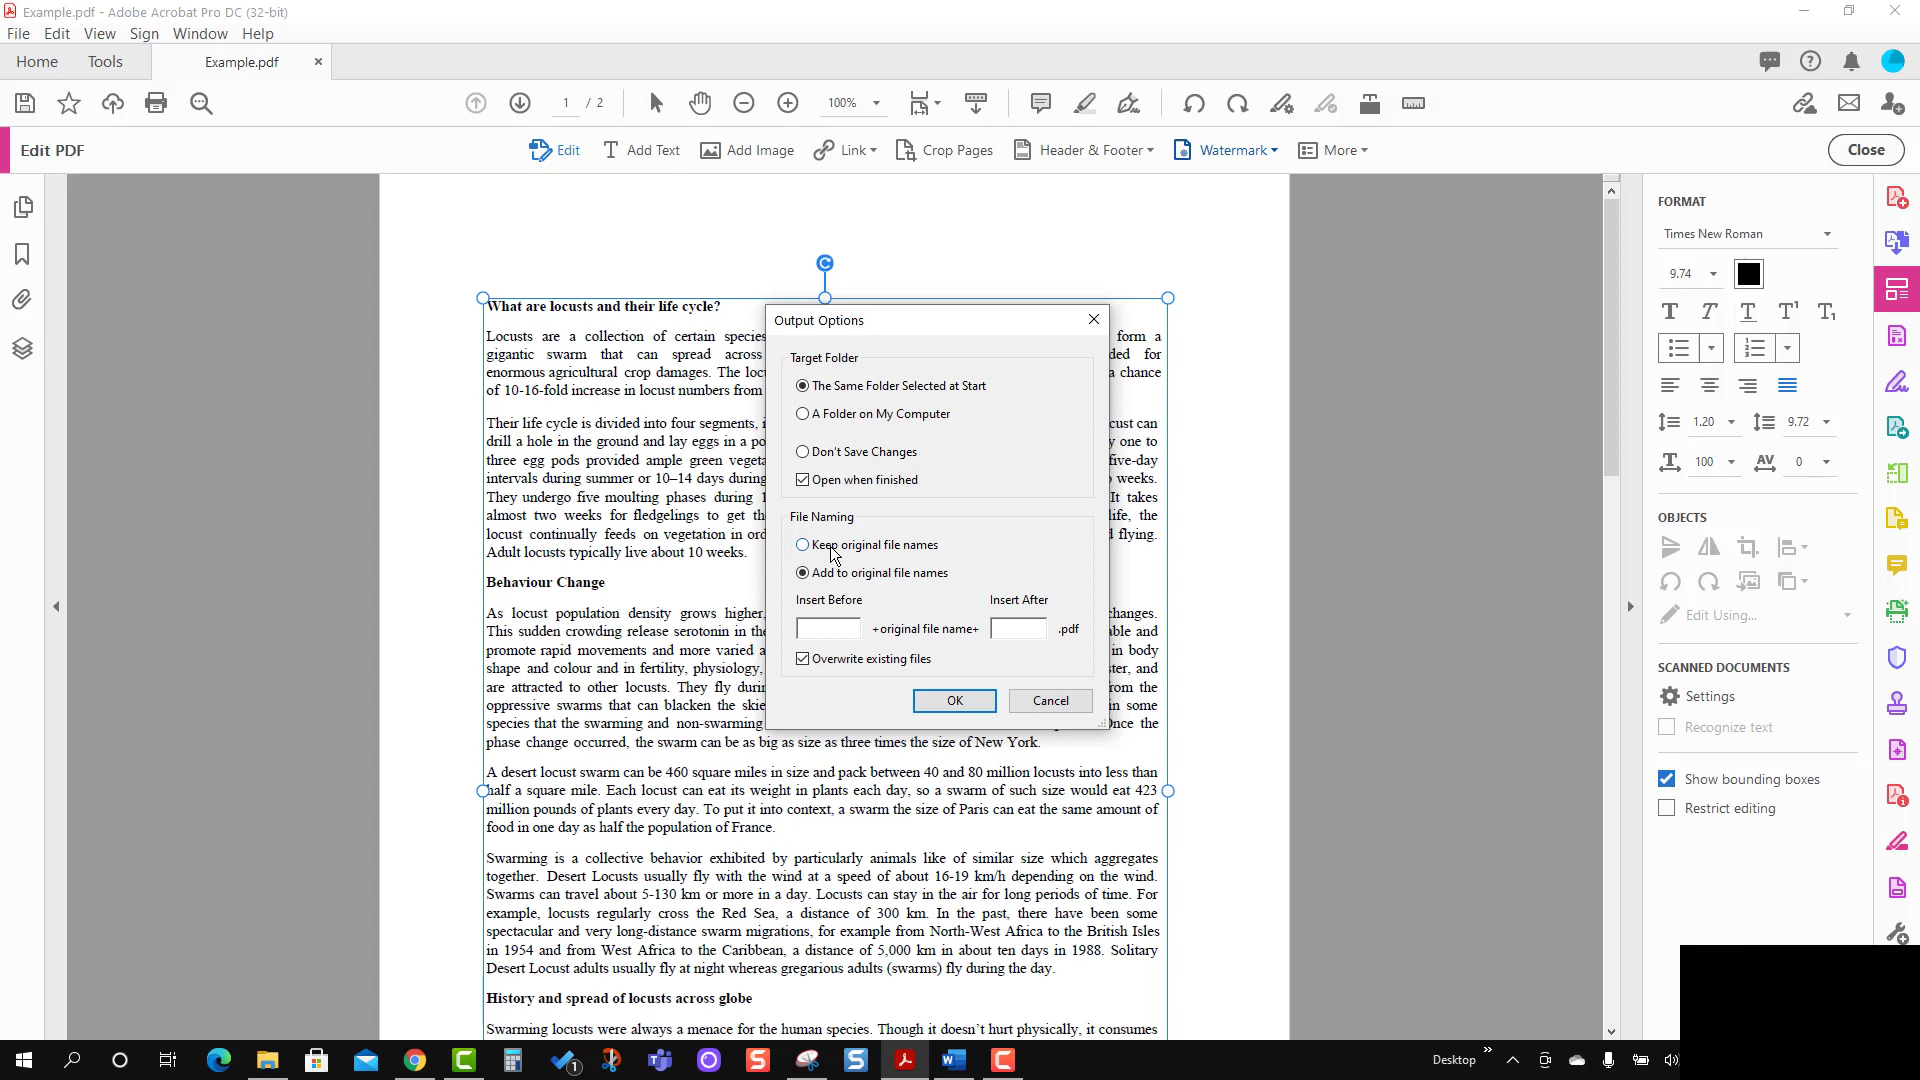 Example.pdf - Adobe Acrobat Pro DC (32-bit)
File Edit View Sign Window Help
Home Tools Example.pdf
1 / 2 100%
Edit PDF Edit Add Text Add Image Link Crop Pages Header & Footer Watermark More Close
What are locusts and their life cycle?
Locusts are a collection of certain species form a
gigantic swarm that can spread across ded for
enormous agricultural crop damages. The locu a chance
of 10-16-fold increase in locust numbers from
Their life cycle is divided into four segments, i cust can
drill a hole in the ground and lay eggs in a po y one to
three egg pods provided ample green vegeta five-day
intervals during summer or 10–14 days during weeks.
They undergo five moulting phases during 1 It takes
almost two weeks for fledgelings to get the life, the
locust continually feeds on vegetation in ord flying.
Adult locusts typically live about 10 weeks.
Behaviour Change
As locust population density grows higher, changes.
This sudden crowding release serotonin in the ble and
promote rapid movements and more varied a in body
shape and colour and in fertility, physiology, ster, and
are attracted to other locusts. They fly durin rom the
oppressive swarms that can blacken the skie in some
species that the swarming and non-swarming Once the
phase change occurred, the swarm can be as big as size as three times the size of New York.
A desert locust swarm can be 460 square miles in size and pack between 40 and 80 million locusts into less than
half a square mile. Each locust can eat its weight in plants each day, so a swarm of such size would eat 423
million pounds of plants every day. To put it into context, a swarm the size of Paris can eat the same amount of
food in one day as half the population of France.
Swarming is a collective behavior exhibited by particularly animals like of similar size which aggregates
together. Desert Locusts usually fly with the wind at a speed of about 16-19 km/h depending on the wind.
Swarms can travel about 5-130 km or more in a day. Locusts can stay in the air for long periods of time. For
example, locusts regularly cross the Red Sea, a distance of 300 km. In the past, there have been some
spectacular and very long-distance swarm migrations, for example from North-West Africa to the British Isles
in 1954 and from West Africa to the Caribbean, a distance of 5,000 km in about ten days in 1988. Solitary
Desert Locust adults usually fly at night whereas gregarious adults (swarms) fly during the day.
History and spread of locusts across globe
Swarming locusts were always a menace for the human species. Though it doesn't hurt physically, it consumes
Output Options
Target Folder
The Same Folder Selected at Start
A Folder on My Computer
Don't Save Changes
Open when finished
File Naming
Keep original file names
Add to original file names
Insert Before Insert After
+original file name+ .pdf
Overwrite existing files
OK Cancel
FORMAT
Times New Roman
9.74
1.20 9.72
100 AV 0
OBJECTS
Edit Using...
SCANNED DOCUMENTS
Settings
Recognize text
Show bounding boxes
Restrict editing
1 Desktop